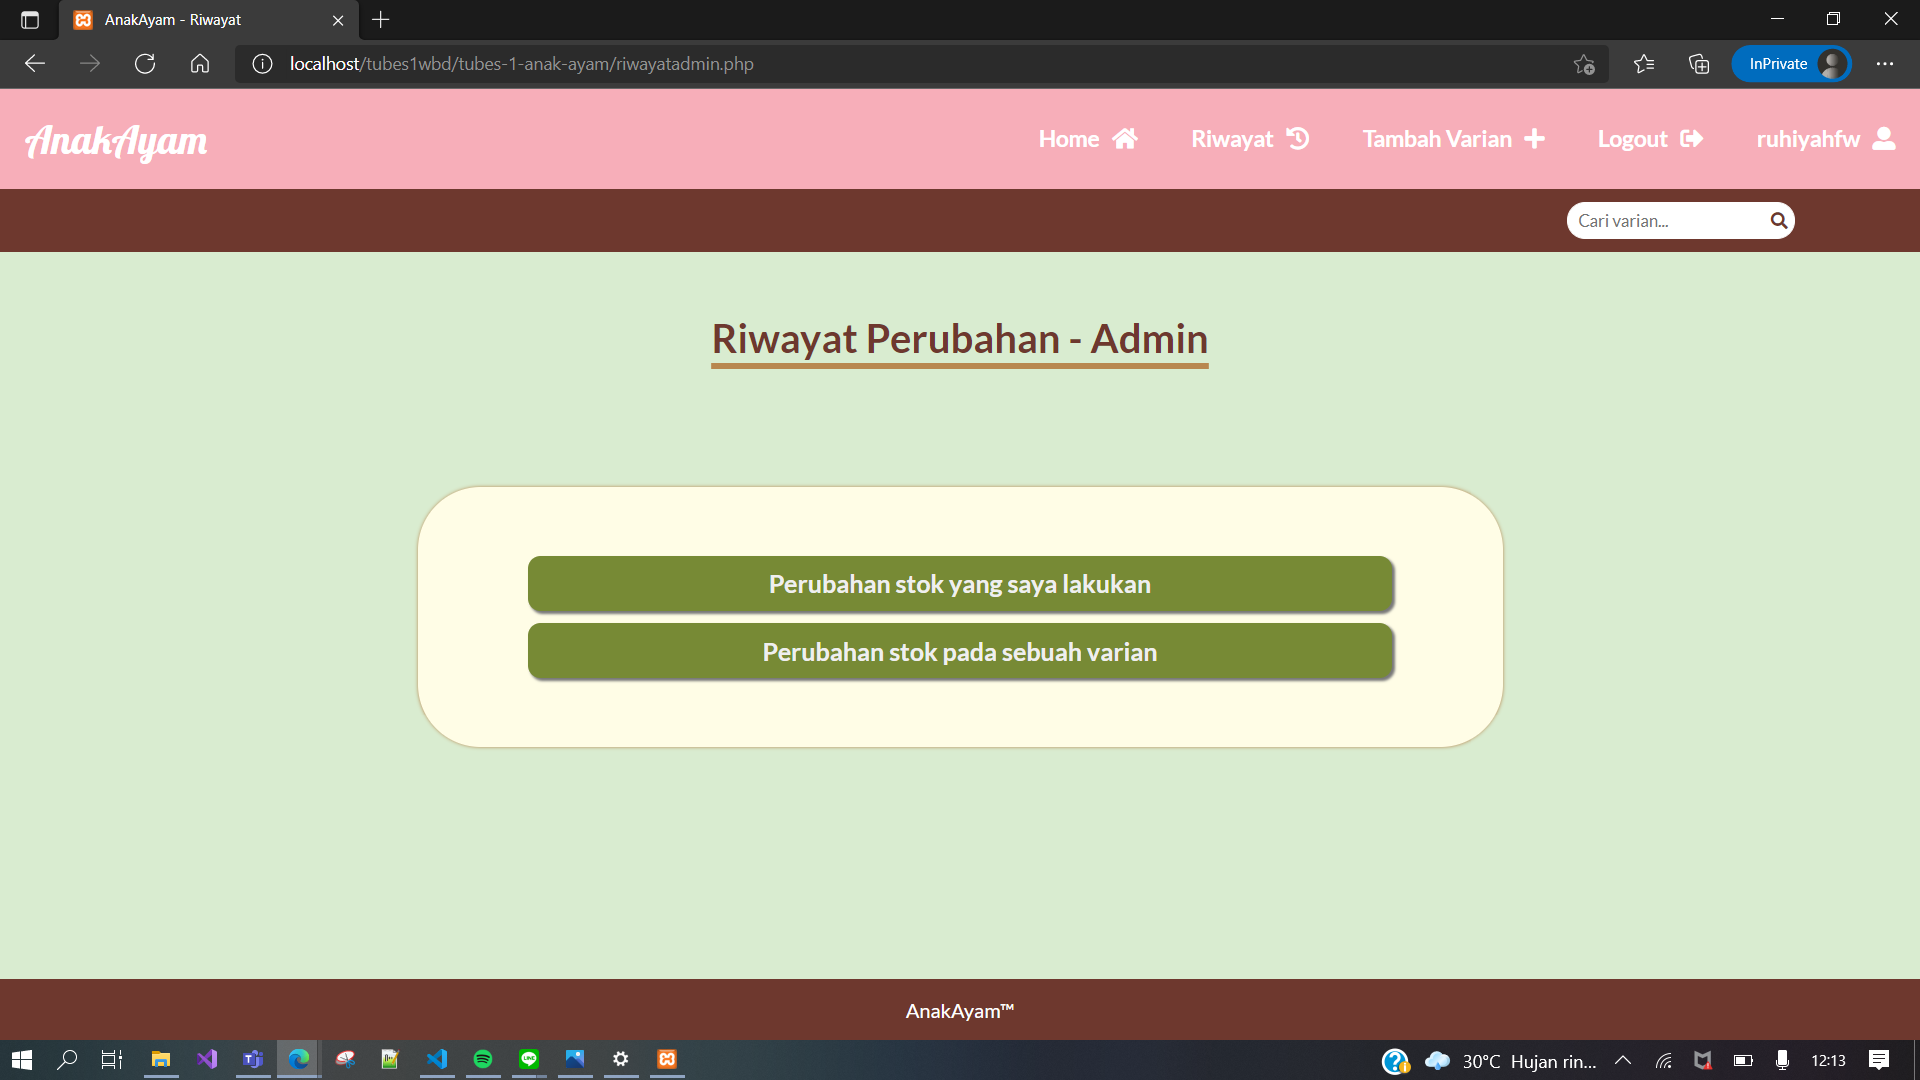 AnakAyam - Riwayat
localhost/tubes1wbd/tubes-1-anak-ayam/riwayatadmin.php
InPrivate
AnakAyam
Home
Riwayat
Tambah Varian
Logout
ruhiyahfw
Cari varian...
Riwayat Perubahan - Admin
Perubahan stok yang saya lakukan
Perubahan stok pada sebuah varian
AnakAyam™
30°C Hujan rin...
12:13